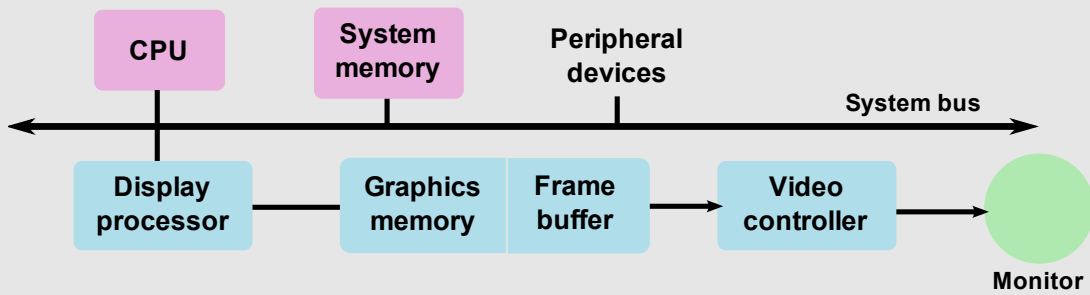 CPU
System
memory
Peripheral
devices
System bus
Display
processor
Graphics
memory
Frame
buffer
Video
controller
Monitor